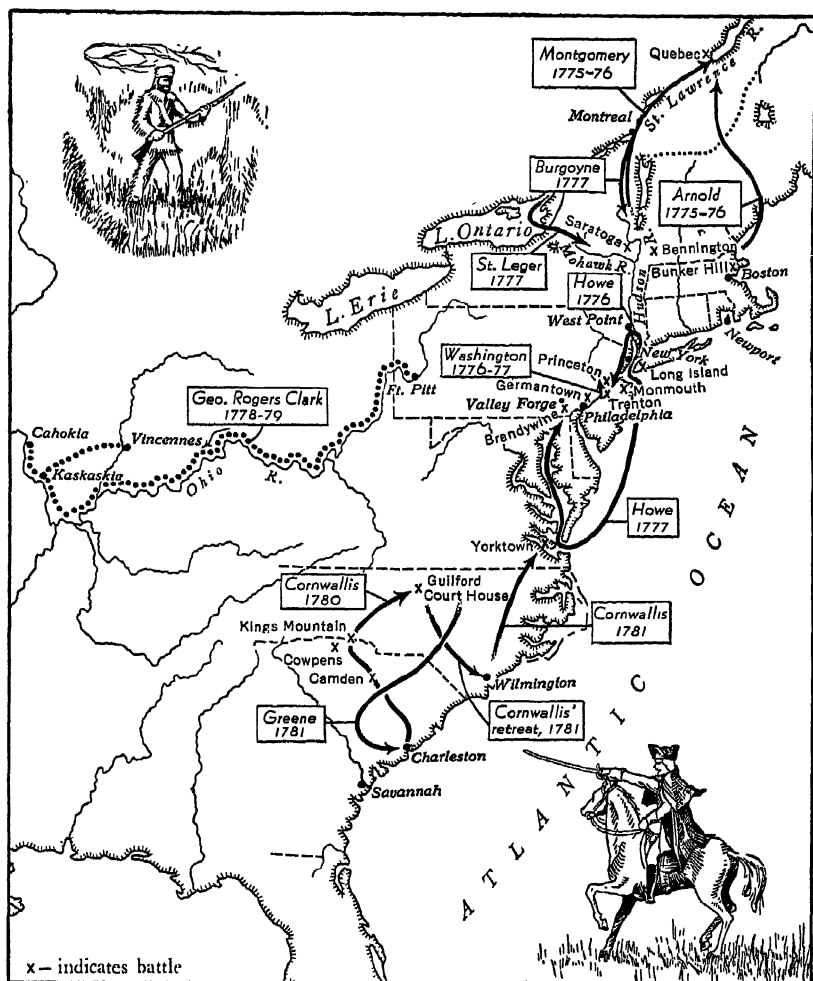 Montgomery
1775-76
Quebec
St. Lawrence R.
Montreal
Burgoyne
1777
Arnold
1775-76
L. Ontario
Saratoga
Bennington
Mohawk R.
St. Leger
1777
Bunker Hill
Boston
Howe
1776
Hudson R.
L. Erie
West Point
Newport
New York
Washington
1776-77
Princeton
Long Island
Monmouth
Germantown
Trenton
Valley Forge
Philadelphia
Brandywine
Ft. Pitt
Geo. Rogers Clark
1778-79
Cahokia
Vincennes
Kaskaskia
Ohio R.
Howe
1777
Yorktown
Cornwallis
1780
Guilford
Court House
Cornwallis
1781
Kings Mountain
Cowpens
Camden
Wilmington
Greene
1781
Cornwallis'
retreat, 1781
Charleston
Savannah
ATLANTIC OCEAN
x – indicates battle